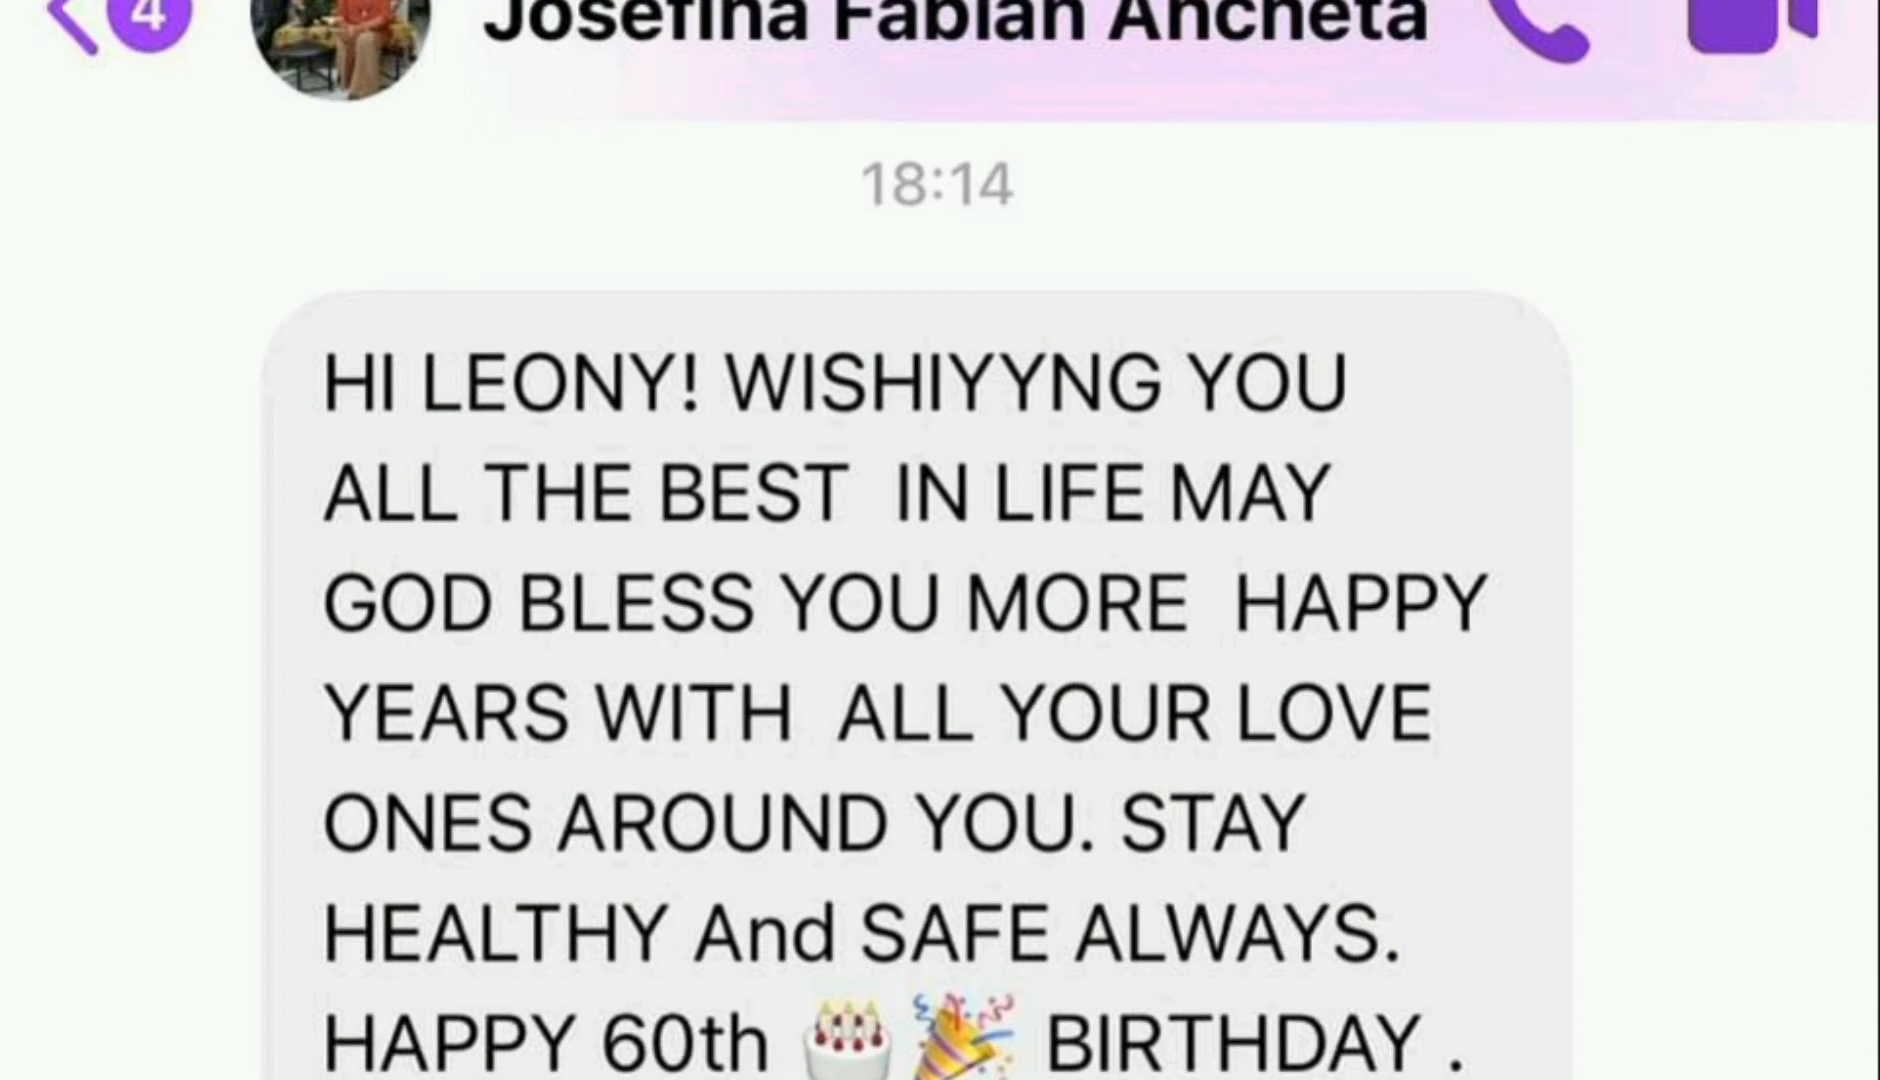 4
Josefina Fabian Ancheta
18:14
HI LEONY! WISHIYYNG YOU
ALL THE BEST  IN LIFE MAY
GOD BLESS YOU MORE  HAPPY
YEARS WITH  ALL YOUR LOVE
ONES AROUND YOU. STAY
HEALTHY And SAFE ALWAYS.
HAPPY 60th 🎂🎉 BIRTHDAY .